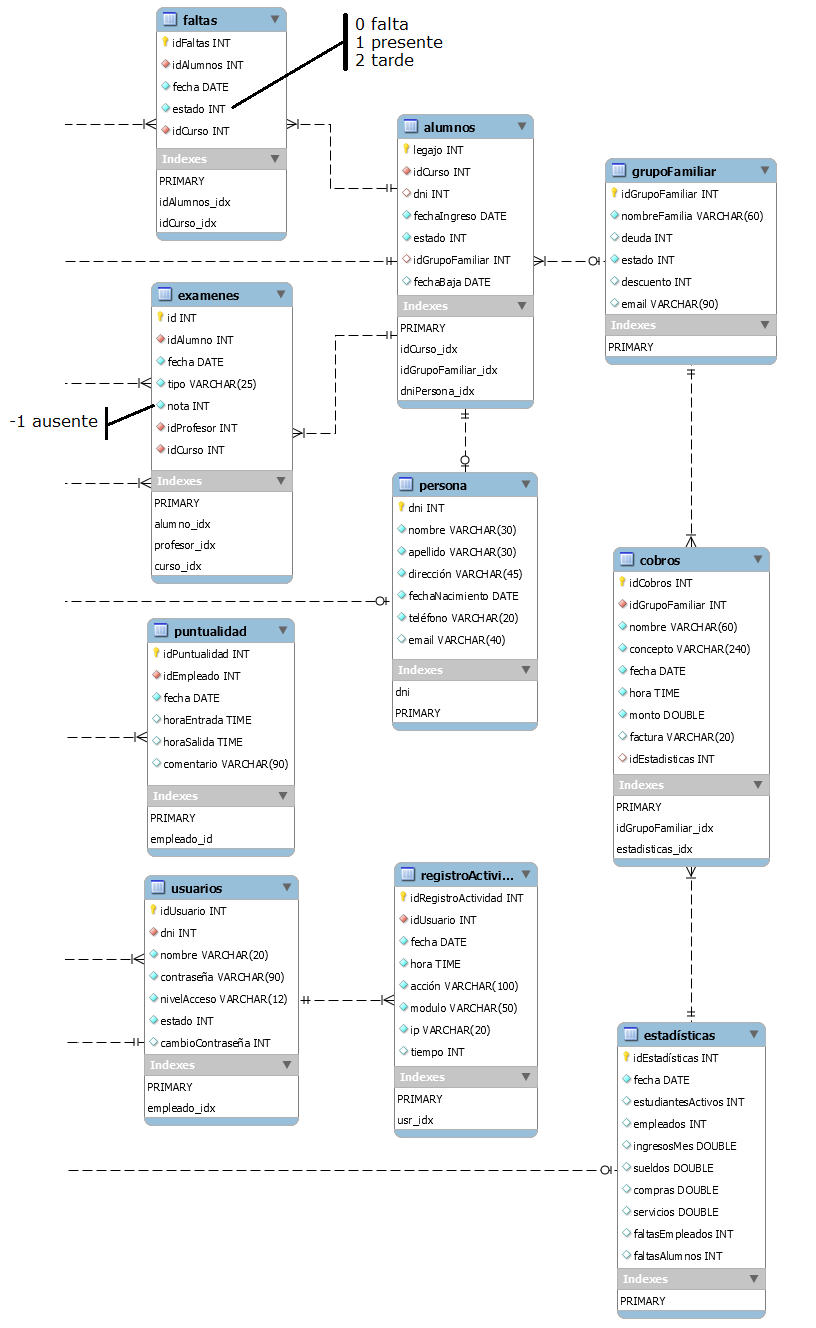 faltas
idFaltas INT
idAlumnos INT
fecha DATE
estado INT
idCurso INT
Indexes
PRIMARY
idAlumnos_idx
idCurso_idx
0 falta
1 presente
2 tarde
alumnos
legajo INT
idCurso INT
dni INT
fechaIngreso DATE
estado INT
idGrupoFamiliar INT
fechaBaja DATE
Indexes
PRIMARY
idCurso_idx
idGrupoFamiliar_idx
dniPersona_idx
grupoFamiliar
idGrupoFamiliar INT
nombreFamilia VARCHAR(60)
deuda INT
estado INT
descuento INT
email VARCHAR(90)
Indexes
PRIMARY
examenes
id INT
idAlumno INT
fecha DATE
tipo VARCHAR(25)
nota INT
idProfesor INT
idCurso INT
Indexes
PRIMARY
alumno_idx
profesor_idx
curso_idx
-1 ausente
persona
dni INT
nombre VARCHAR(30)
apellido VARCHAR(30)
dirección VARCHAR(45)
fechaNacimiento DATE
teléfono VARCHAR(20)
email VARCHAR(40)
Indexes
dni
PRIMARY
cobros
idCobros INT
idGrupoFamiliar INT
nombre VARCHAR(60)
concepto VARCHAR(240)
fecha DATE
hora TIME
monto DOUBLE
factura VARCHAR(20)
idEstadisticas INT
Indexes
PRIMARY
idGrupoFamiliar_idx
estadisticas_idx
puntualidad
idPuntualidad INT
idEmpleado INT
fecha DATE
horaEntrada TIME
horaSalida TIME
comentario VARCHAR(90)
Indexes
PRIMARY
empleado_id
usuarios
idUsuario INT
dni INT
nombre VARCHAR(20)
contraseña VARCHAR(90)
nivelAcceso VARCHAR(12)
estado INT
cambioContraseña INT
Indexes
PRIMARY
empleado_idx
registroActivi...
idRegistroActividad INT
idUsuario INT
fecha DATE
hora TIME
acción VARCHAR(100)
modulo VARCHAR(50)
ip VARCHAR(20)
tiempo INT
Indexes
PRIMARY
usr_idx
estadísticas
idEstadísticas INT
fecha DATE
estudiantesActivos INT
empleados INT
ingresosMes DOUBLE
sueldos DOUBLE
compras DOUBLE
servicios DOUBLE
faltasEmpleados INT
faltasAlumnos INT
Indexes
PRIMARY